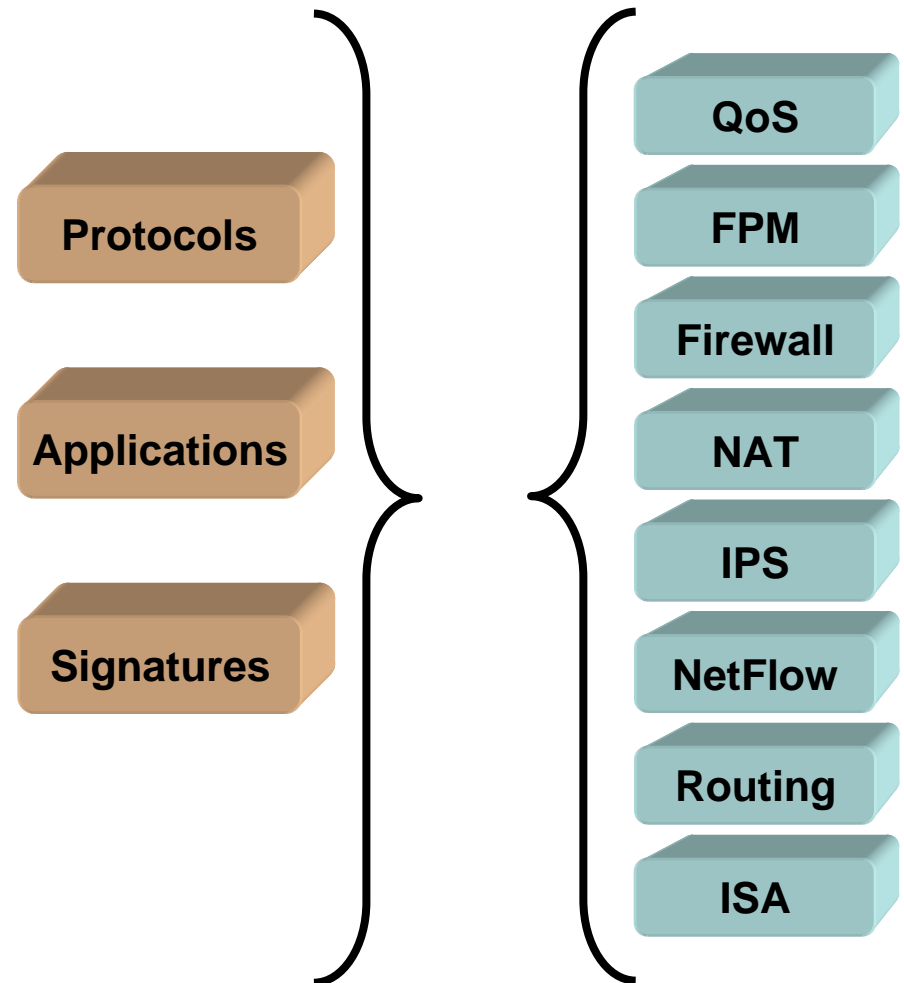 Protocols
Applications
Signatures
QoS
FPM
Firewall
NAT
IPS
NetFlow
Routing
ISA